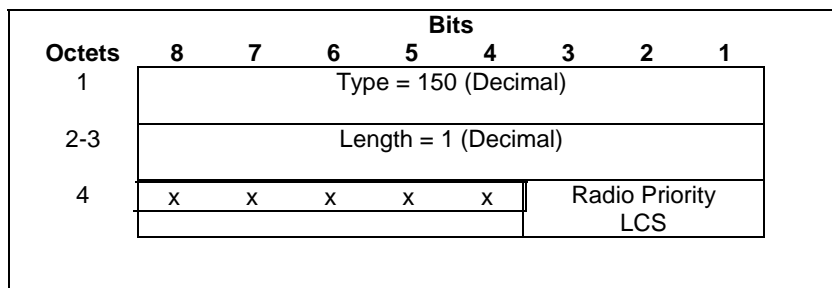 Bits
Octets 8 7 6 5 4 3 2 1
1 Type = 150 (Decimal)
2-3 Length = 1 (Decimal)
4 x x x x x Radio Priority
LCS